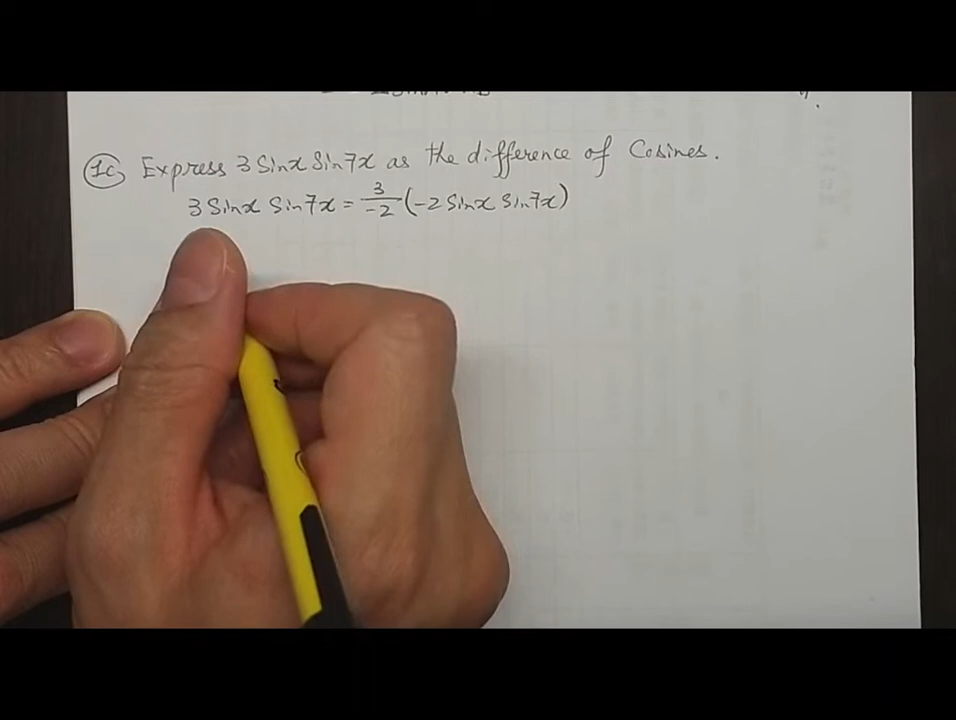 1c Express 3 Sinx Sin7x as the difference of Cosines.
3 Sinx Sin7x = 3/-2 (-2 Sinx Sin7x)